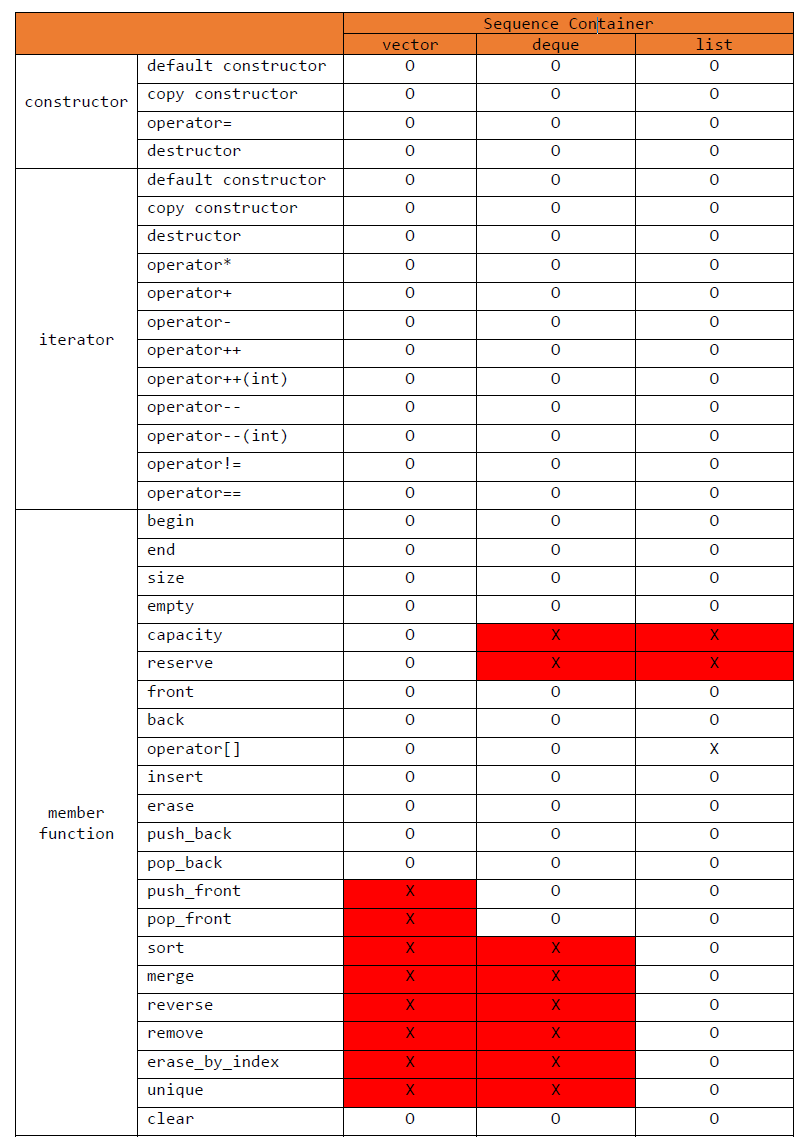 Sequence Container
vector deque list
constructor
default constructor O O O
copy constructor O O O
operator= O O O
destructor O O O
iterator
default constructor O O O
copy constructor O O O
destructor O O O
operator* O O O
operator+ O O O
operator- O O O
operator++ O O O
operator++(int) O O O
operator-- O O O
operator--(int) O O O
operator!= O O O
operator== O O O
member
function
begin O O O
end O O O
size O O O
empty O O O
capacity O X X
reserve O X X
front O O O
back O O O
operator[] O O X
insert O O O
erase O O O
push_back O O O
pop_back O O O
push_front X O O
pop_front X O O
sort X X O
merge X X O
reverse X X O
remove X X O
erase_by_index X X O
unique X X O
clear O O O